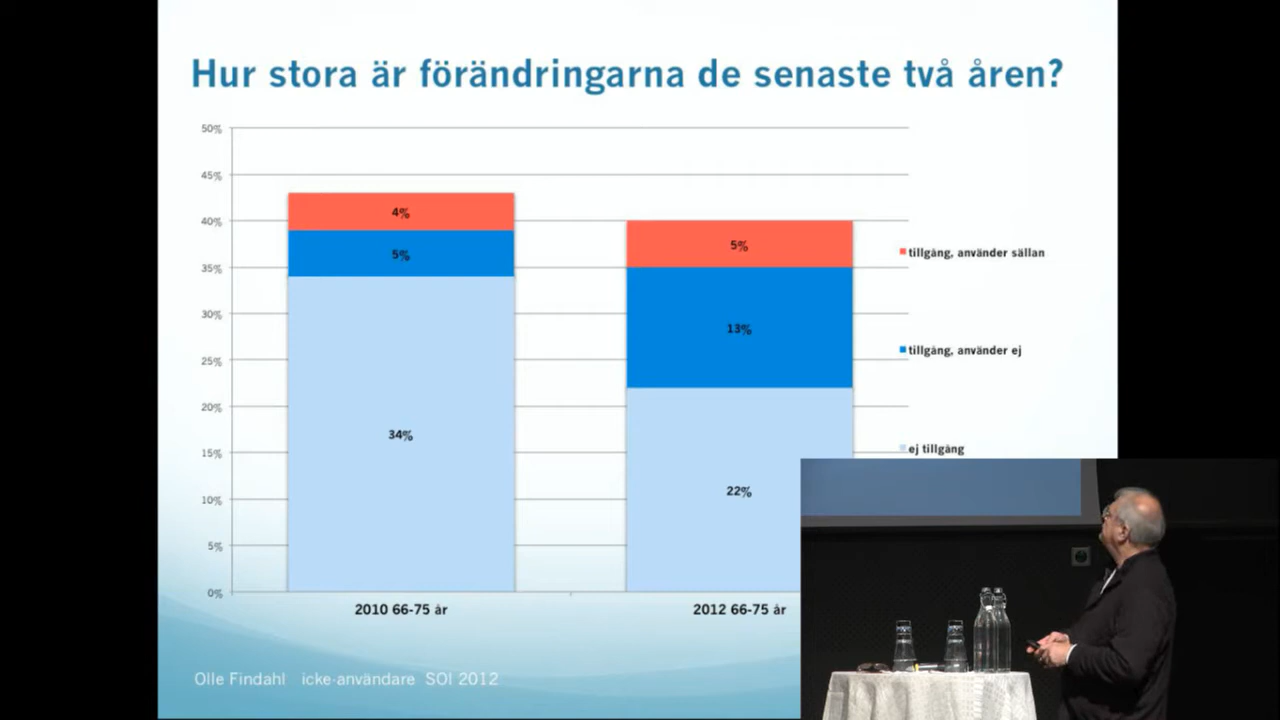 Hur stora är förändringarna de senaste två åren?
50%
45%
40%
35%
30%
25%
20%
15%
10%
5%
0%
4%
5%
34%
5%
13%
22%
tillgång, använder sällan
tillgång, använder ej
ej tillgång
2010 66-75 år
2012 66-75 år
Olle Findahl icke-användare SOI 2012